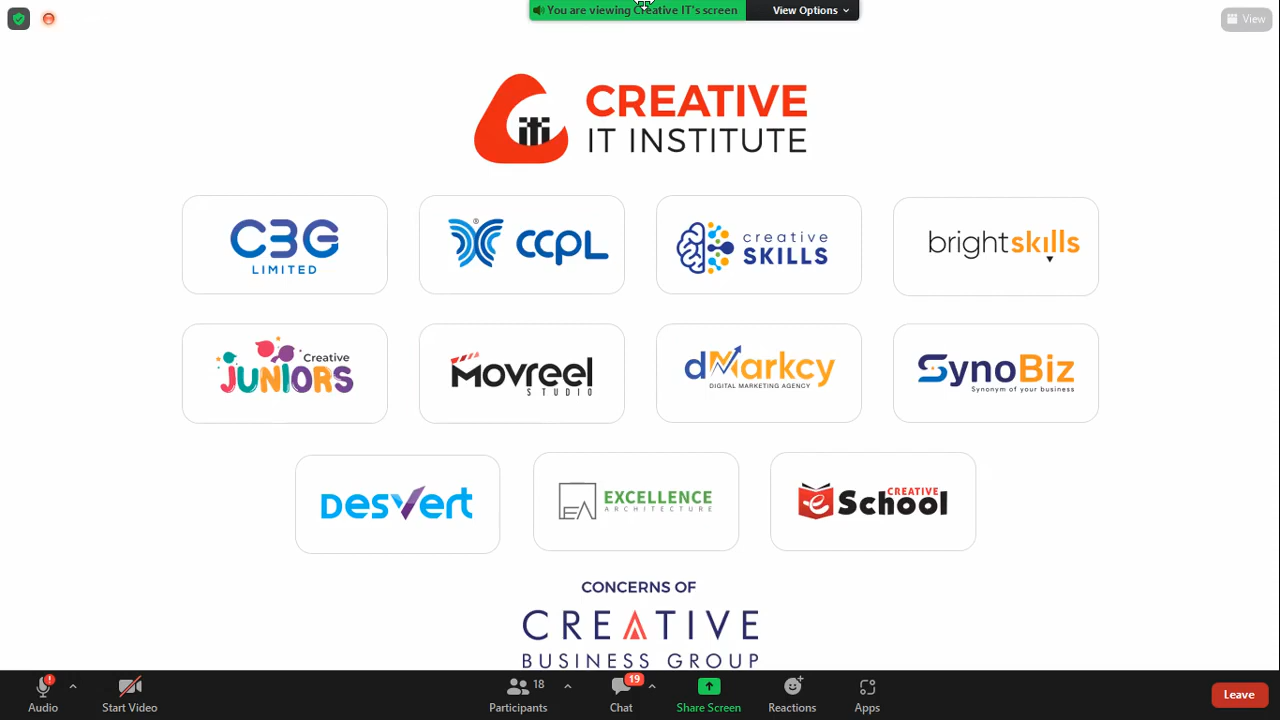 You are viewing Creative IT's screen
View Options
View
iti
CREATIVE
IT INSTITUTE
C3G
LIMITED
®
CCPL
creative
SKILLS
brightskills
Creative
JUNIORS
Movreel
STUDIO
dMarkcy
DIGITAL MARKETING AGENCY
SynoBiz
Synonym of your business
Desvert
EA
EXCELLENCE
ARCHITECTURE
e
CREATIVE
School
CONCERNS OF
CREATIVE
BUSINESS GROUP
Audio
Start Video
18
Participants
19
Chat
Share Screen
Reactions
Apps
Leave